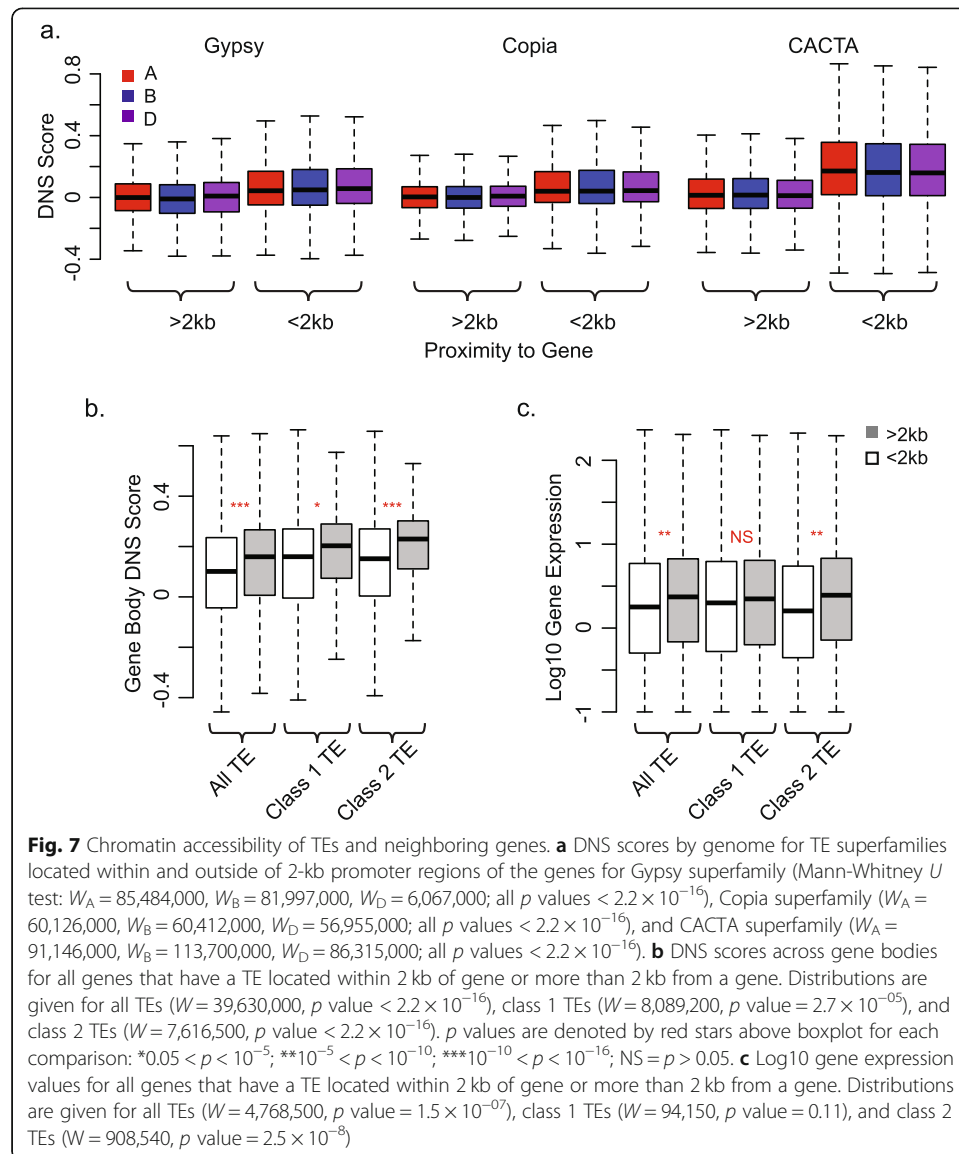 a.
Gypsy Copia CACTA
A
B
D
DNS Score
-0.4 0 0.4 0.8
>2kb <2kb >2kb <2kb >2kb <2kb
Proximity to Gene
b.
Gene Body DNS Score
-0.4 0 0.4
*** * ***
All TE Class 1 TE Class 2 TE
c.
>2kb
<2kb
Log10 Gene Expression
-1 0 1 2
** NS **
All TE Class 1 TE Class 2 TE
Fig. 7 Chromatin accessibility of TEs and neighboring genes. a DNS scores by genome for TE superfamilies
located within and outside of 2-kb promoter regions of the genes for Gypsy superfamily (Mann-Whitney U
test: W_A = 85,484,000, W_B = 81,997,000, W_D = 6,067,000; all p values < 2.2 × 10⁻¹⁶), Copia superfamily (W_A =
60,126,000, W_B = 60,412,000, W_D = 56,955,000; all p values < 2.2 × 10⁻¹⁶), and CACTA superfamily (W_A =
91,146,000, W_B = 113,700,000, W_D = 86,315,000; all p values < 2.2 × 10⁻¹⁶). b DNS scores across gene bodies
for all genes that have a TE located within 2 kb of gene or more than 2 kb from a gene. Distributions are
given for all TEs (W = 39,630,000, p value < 2.2 × 10⁻¹⁶), class 1 TEs (W = 8,089,200, p value = 2.7 × 10⁻⁰⁵), and
class 2 TEs (W = 7,616,500, p value < 2.2 × 10⁻¹⁶). p values are denoted by red stars above boxplot for each
comparison: *0.05 < p < 10⁻⁵; **10⁻⁵ < p < 10⁻¹⁰; ***10⁻¹⁰ < p < 10⁻¹⁶; NS = p > 0.05. c Log10 gene expression
values for all genes that have a TE located within 2 kb of gene or more than 2 kb from a gene. Distributions
are given for all TEs (W = 4,768,500, p value = 1.5 × 10⁻⁰⁷), class 1 TEs (W = 94,150, p value = 0.11), and class 2
TEs (W = 908,540, p value = 2.5 × 10⁻⁸)